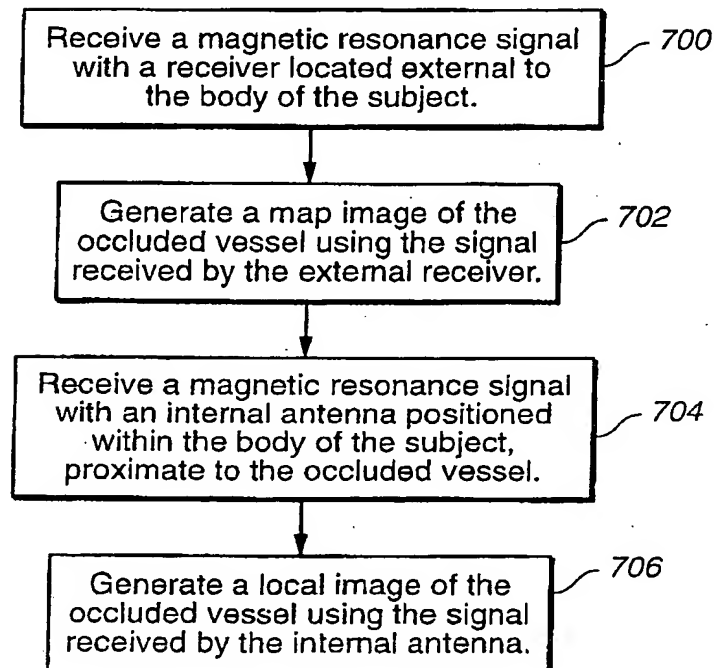 Receive a magnetic resonance signal
with a receiver located external to
the body of the subject.
700
Generate a map image of the
occluded vessel using the signal
received by the external receiver.
702
Receive a magnetic resonance signal
with an internal antenna positioned
within the body of the subject,
proximate to the occluded vessel.
704
Generate a local image of the
occluded vessel using the signal
received by the internal antenna.
706